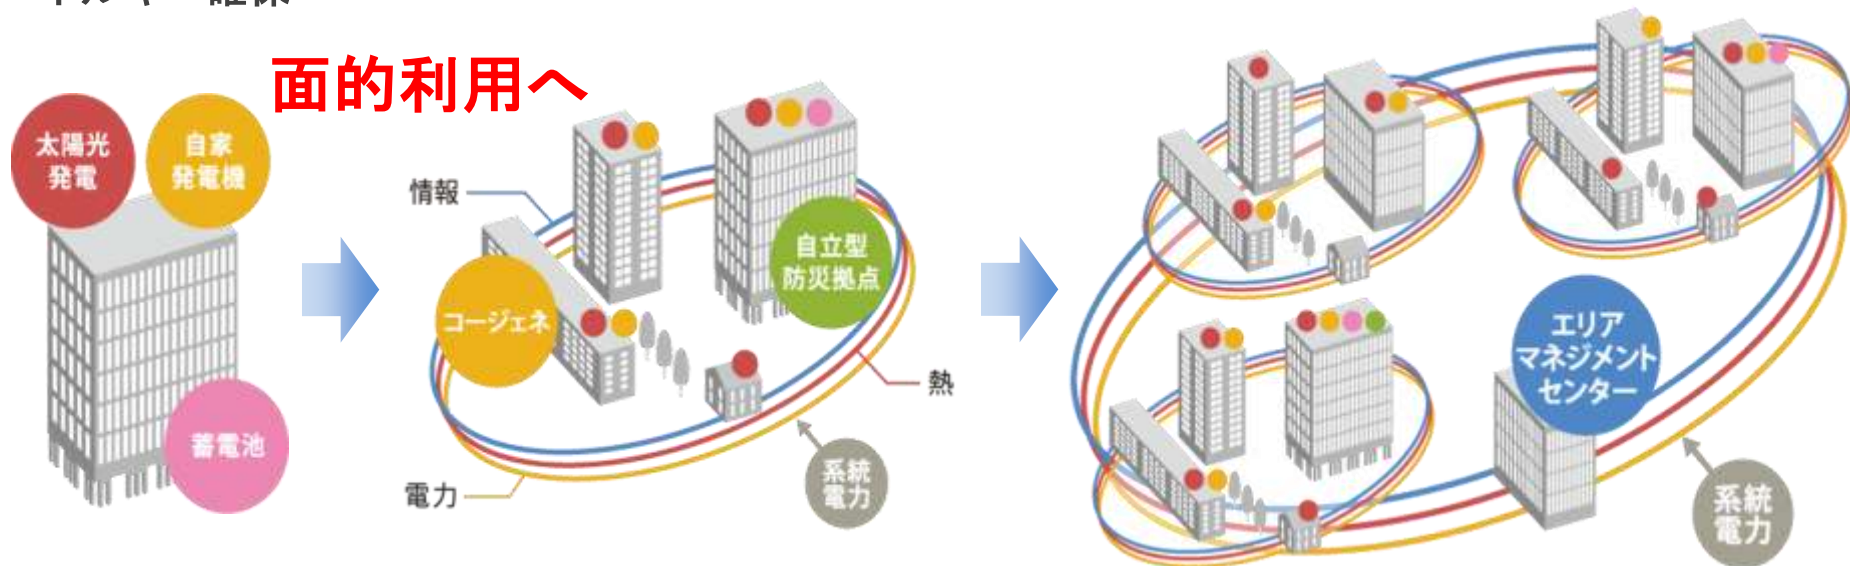 面的利用へ
太陽光
発電
自家
発電機
蓄電池
情報
コージェネ
自立型
防災拠点
熱
電力
系統
電力
エリア
マネジメント
センター
系統
電力